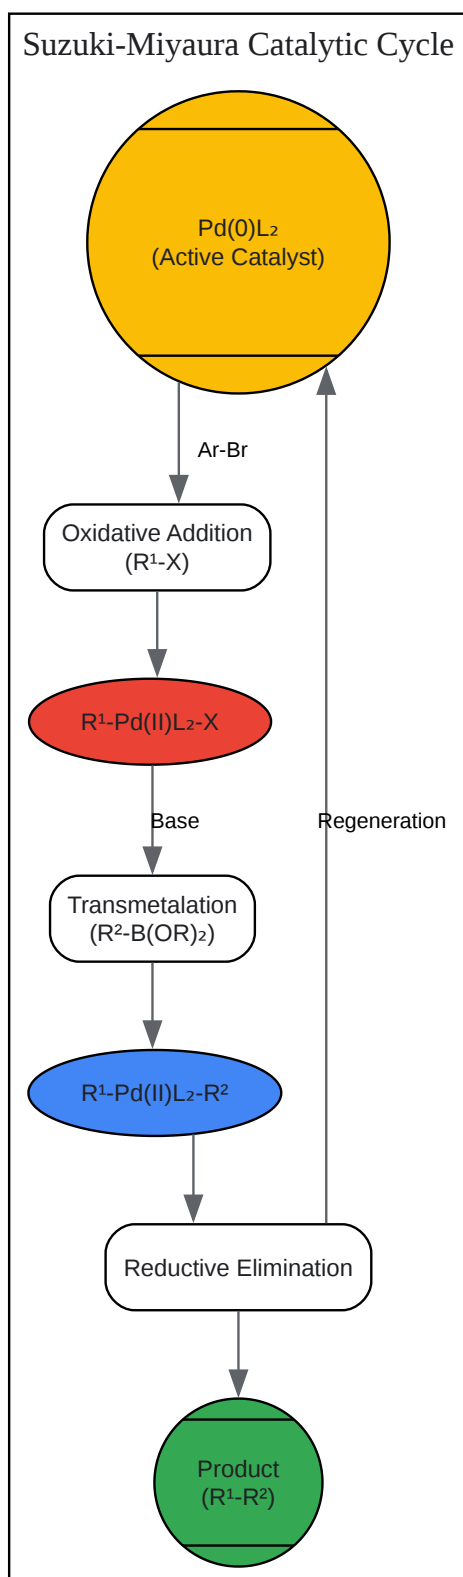 Suzuki-Miyaura Catalytic Cycle
Pd(0)L₂
(Active Catalyst)
Ar-Br
Oxidative Addition
(R¹-X)
R¹-Pd(II)L₂-X
Base
Regeneration
Transmetalation
(R²-B(OR)₂)
R¹-Pd(II)L₂-R²
Reductive Elimination
Product
(R¹-R²)